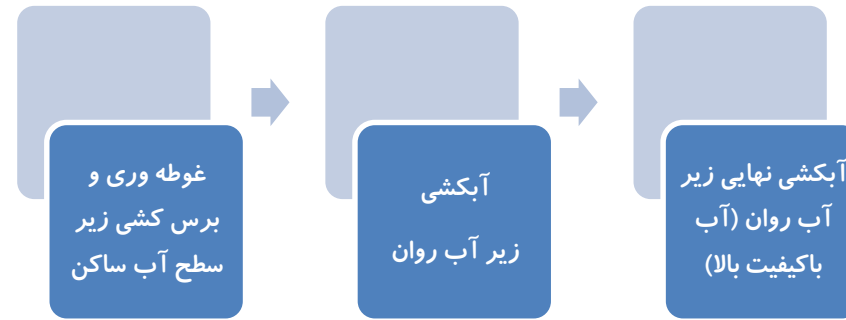 غوطه وری و
برس کشی زیر
سطح آب ساکن
آبکشی
زیر آب روان
آبکشی نهایی زیر
آب روان (آب
باکیفیت بالا)